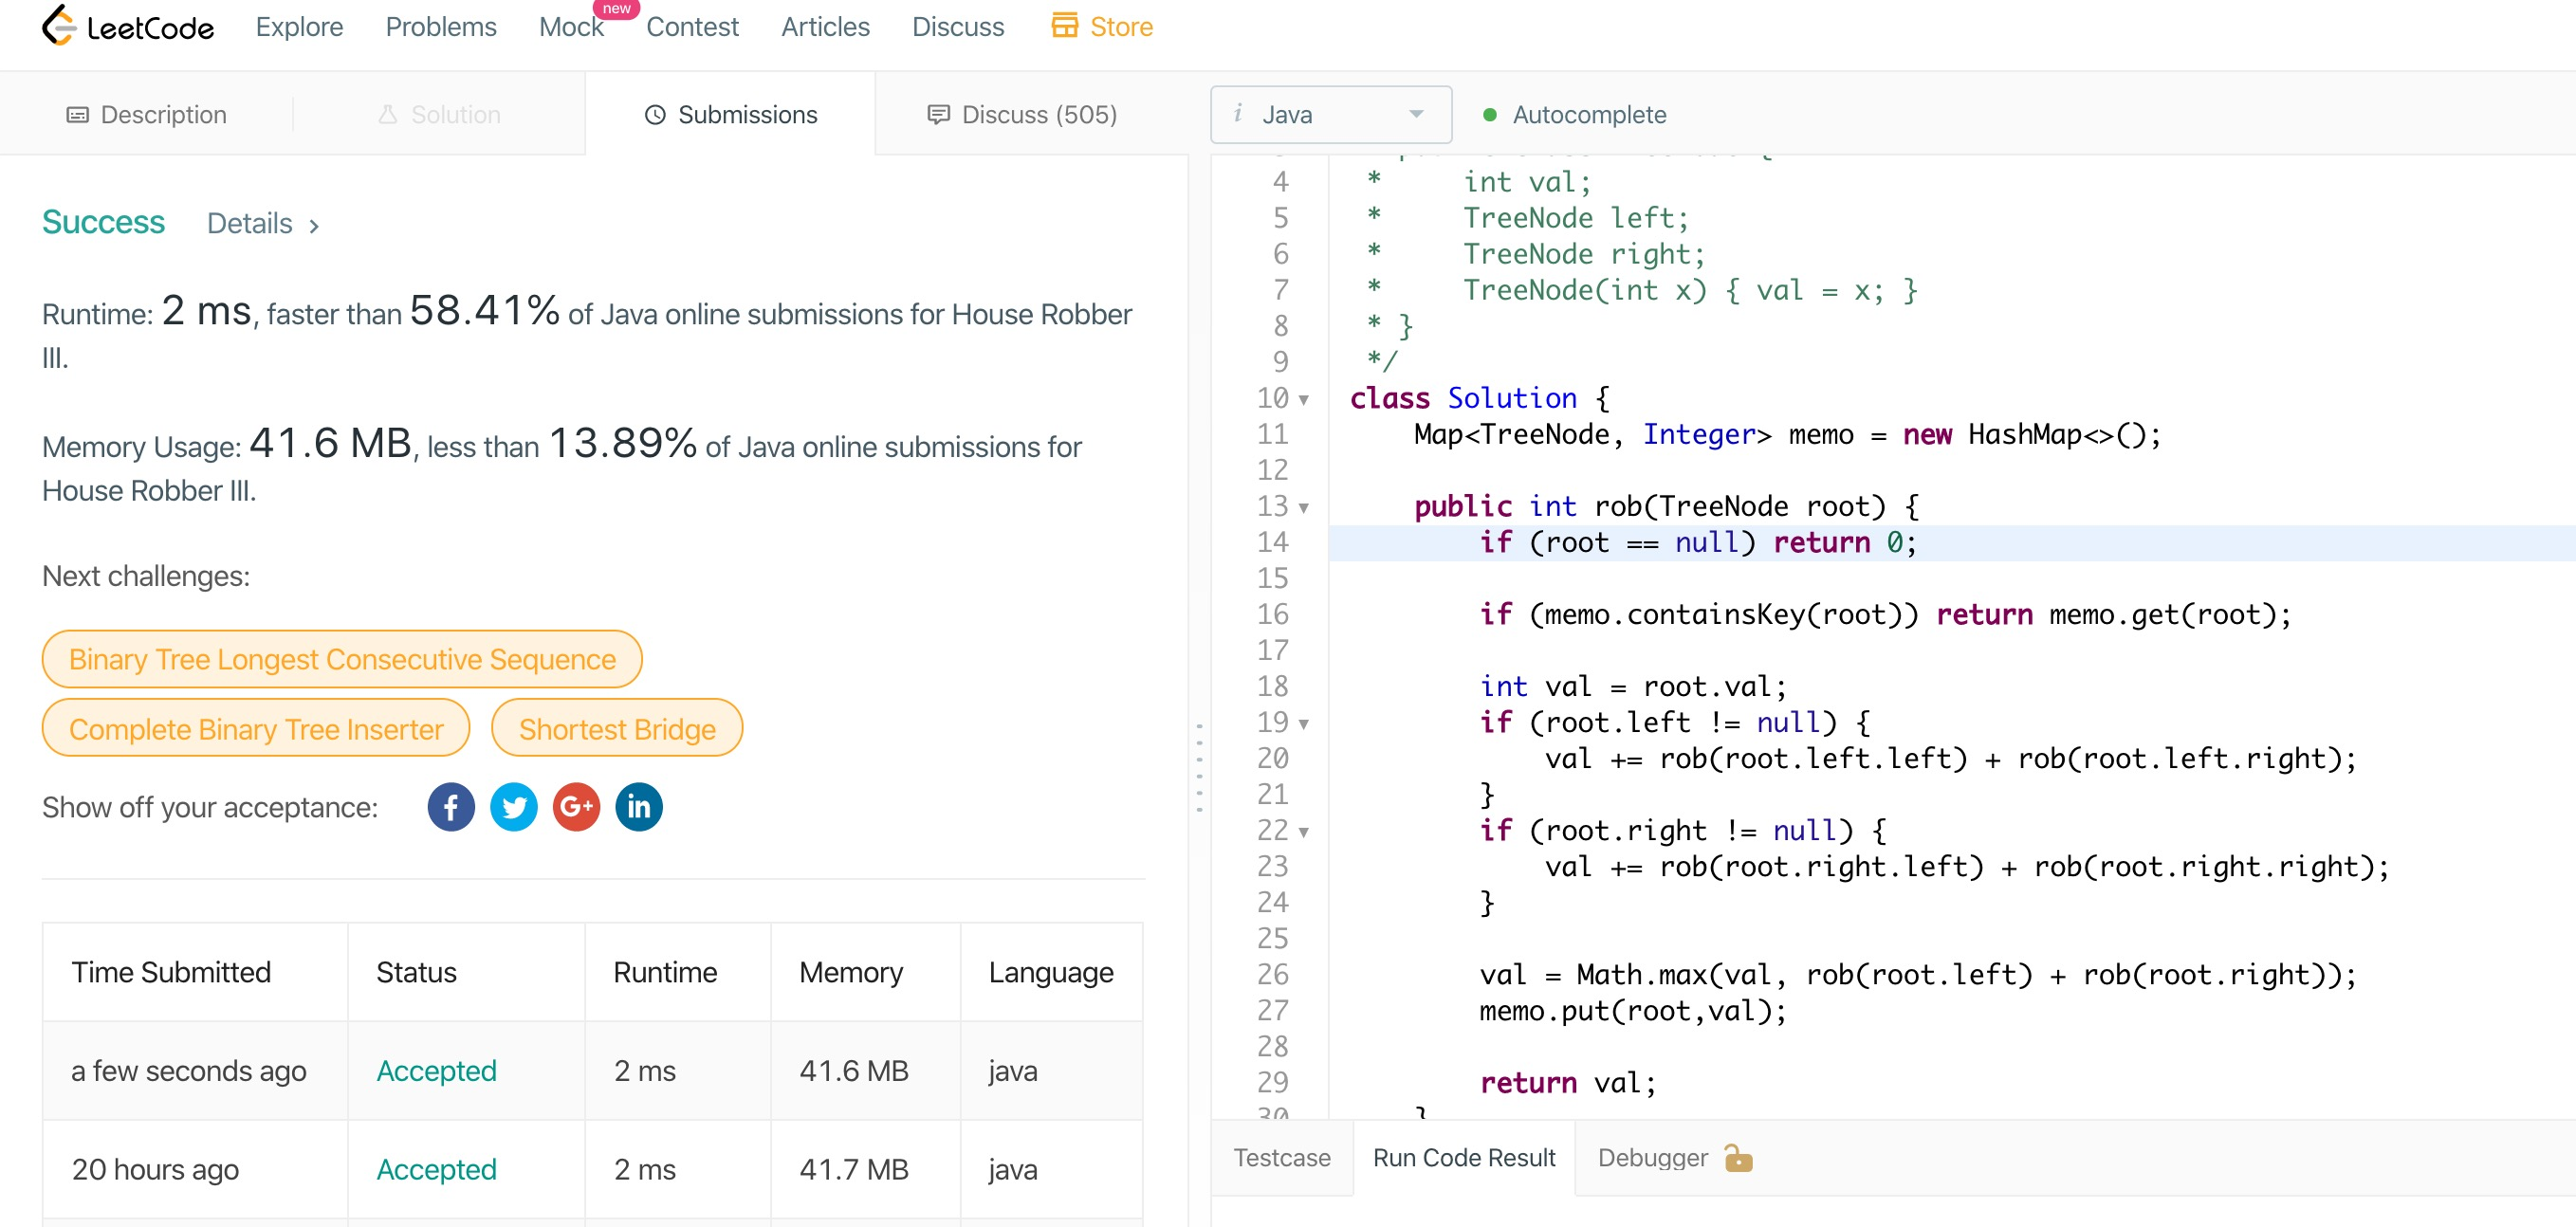 LeetCode Explore Problems Mock new Contest Articles Discuss Store
Description Solution Submissions Discuss (505)
Success Details >
Runtime: 2 ms, faster than 58.41% of Java online submissions for House Robber
III.
Memory Usage: 41.6 MB, less than 13.89% of Java online submissions for
House Robber III.
Next challenges:
Binary Tree Longest Consecutive Sequence
Complete Binary Tree Inserter Shortest Bridge
Show off your acceptance: f G+ in
Time Submitted Status Runtime Memory Language
a few seconds ago Accepted 2 ms 41.6 MB java
20 hours ago Accepted 2 ms 41.7 MB java
i Java Autocomplete
4 * int val;
5 * TreeNode left;
6 * TreeNode right;
7 * TreeNode(int x) { val = x; }
8 * }
9 */
10 class Solution {
11 Map<TreeNode, Integer> memo = new HashMap<>();
12
13 public int rob(TreeNode root) {
14 if (root == null) return 0;
15
16 if (memo.containsKey(root)) return memo.get(root);
17
18 int val = root.val;
19 if (root.left != null) {
20 val += rob(root.left.left) + rob(root.left.right);
21 }
22 if (root.right != null) {
23 val += rob(root.right.left) + rob(root.right.right);
24 }
25
26 val = Math.max(val, rob(root.left) + rob(root.right));
27 memo.put(root,val);
28
29 return val;
30 }
Testcase Run Code Result Debugger